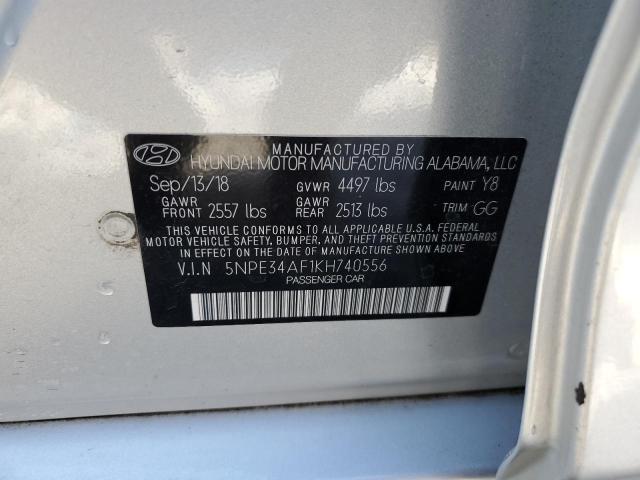 MANUFACTURED BY
HYUNDAI MOTOR MANUFACTURING ALABAMA, LLC
Sep/13/18 GVWR 4497 lbs PAINT Y8
GAWR FRONT 2557 lbs GAWR REAR 2513 lbs TRIM GG
THIS VEHICLE CONFORMS TO ALL APPLICABLE U.S.A. FEDERAL
MOTOR VEHICLE SAFETY, BUMPER, AND THEFT PREVENTION STANDARDS
IN EFFECT ON THE DATE OF MANUFACTURE SHOWN ABOVE.
V.I.N 5NPE34AF1KH740556
PASSENGER CAR